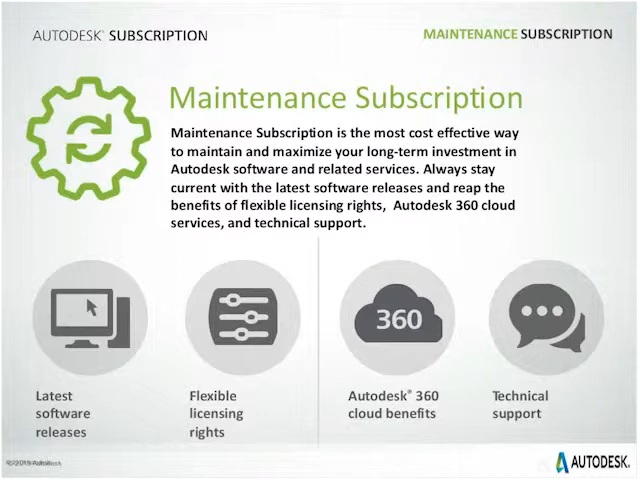 AUTODESK® SUBSCRIPTION
MAINTENANCE SUBSCRIPTION
Maintenance Subscription
Maintenance Subscription is the most cost effective way
to maintain and maximize your long-term investment in
Autodesk software and related services. Always stay
current with the latest software releases and reap the
benefits of flexible licensing rights, Autodesk 360 cloud
services, and technical support.
360
Latest
software
releases
Flexible
licensing
rights
Autodesk® 360
cloud benefits
Technical
support
AUTODESK.